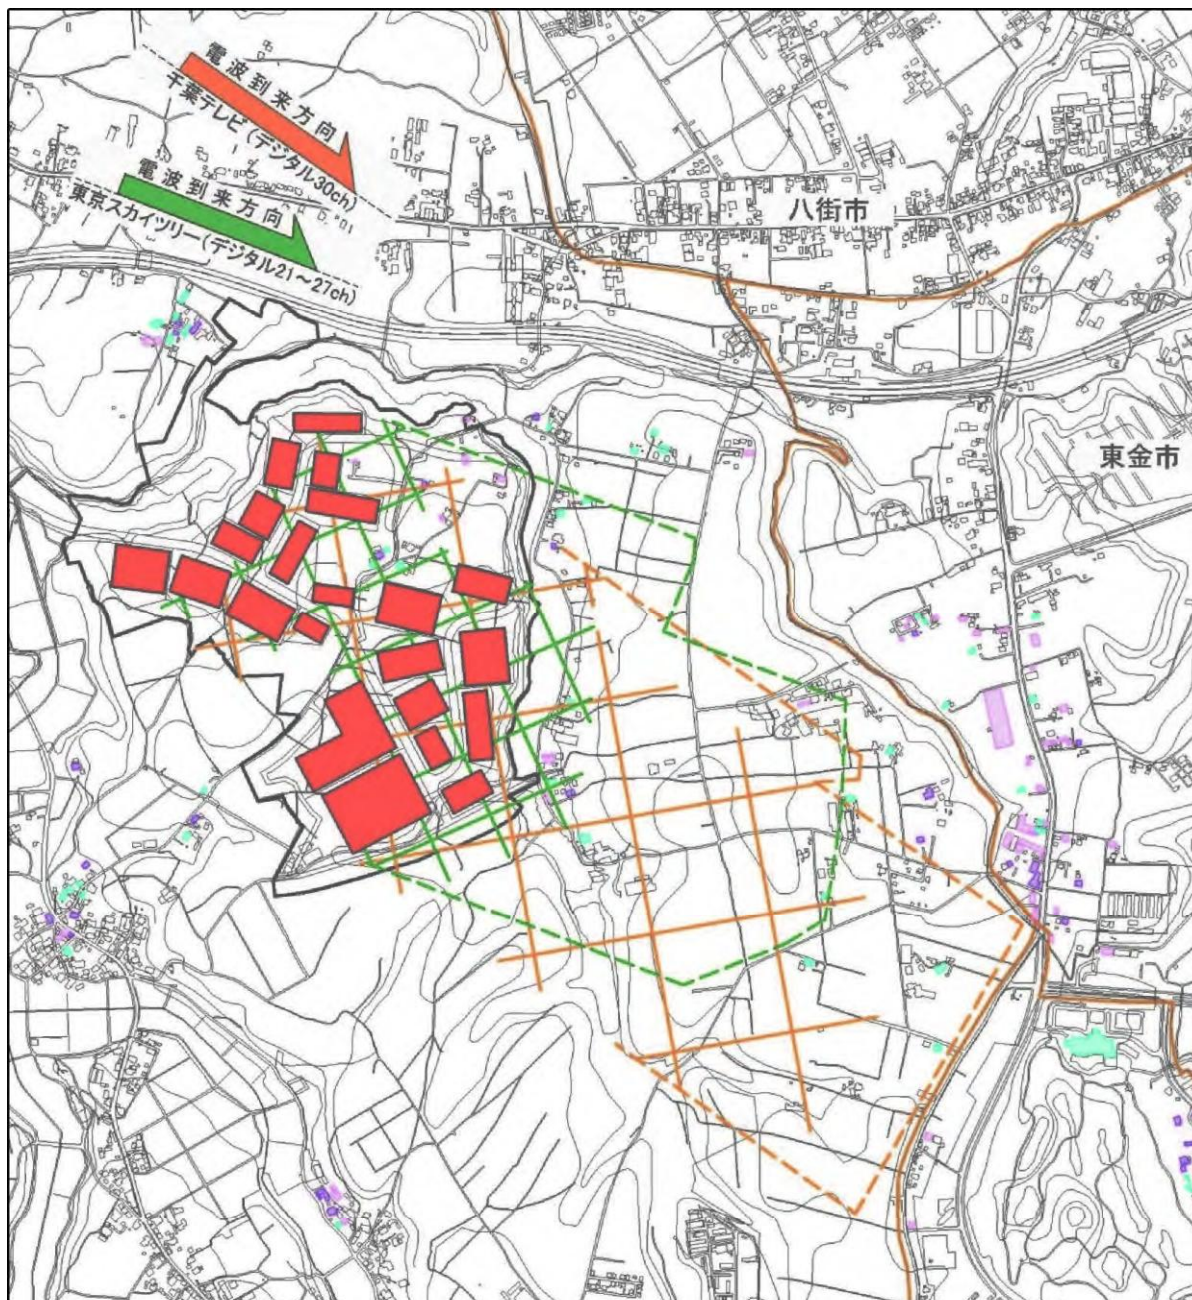 電波到来方向
千葉テレビ(デジタル30ch)
電波到来方向
東京スカイツリー(デジタル21~27ch)
八街市
東金市